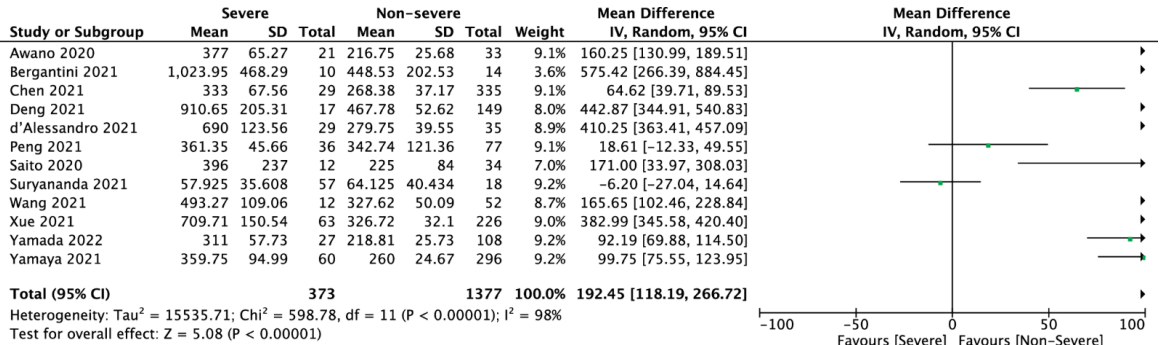 Severe Non-severe Mean Difference Mean Difference
Study or Subgroup Mean SD Total Mean SD Total Weight IV, Random, 95% CI IV, Random, 95% CI
Awano 2020 377 65.27 21 216.75 25.68 33 9.1% 160.25 [130.99, 189.51]
Bergantini 2021 1,023.95 468.29 10 448.53 202.53 14 3.6% 575.42 [266.39, 884.45]
Chen 2021 333 67.56 29 268.38 37.17 335 9.1% 64.62 [39.71, 89.53]
Deng 2021 910.65 205.31 17 467.78 52.62 149 8.0% 442.87 [344.91, 540.83]
d'Alessandro 2021 690 123.56 29 279.75 39.55 35 8.9% 410.25 [363.41, 457.09]
Peng 2021 361.35 45.66 36 342.74 121.36 77 9.1% 18.61 [-12.33, 49.55]
Saito 2020 396 237 12 225 84 34 7.0% 171.00 [33.97, 308.03]
Suryananda 2021 57.925 35.608 57 64.125 40.434 18 9.2% -6.20 [-27.04, 14.64]
Wang 2021 493.27 109.06 12 327.62 50.09 52 8.7% 165.65 [102.46, 228.84]
Xue 2021 709.71 150.54 63 326.72 32.1 226 9.0% 382.99 [345.58, 420.40]
Yamada 2022 311 57.73 27 218.81 25.73 108 9.2% 92.19 [69.88, 114.50]
Yamaya 2021 359.75 94.99 60 260 24.67 296 9.2% 99.75 [75.55, 123.95]
Total (95% CI) 373 1377 100.0% 192.45 [118.19, 266.72]
Heterogeneity: Tau² = 15535.71; Chi² = 598.78, df = 11 (P < 0.00001); I² = 98%
Test for overall effect: Z = 5.08 (P < 0.00001)
-100 -50 0 50 100
Favours [Severe] Favours [Non-Severe]